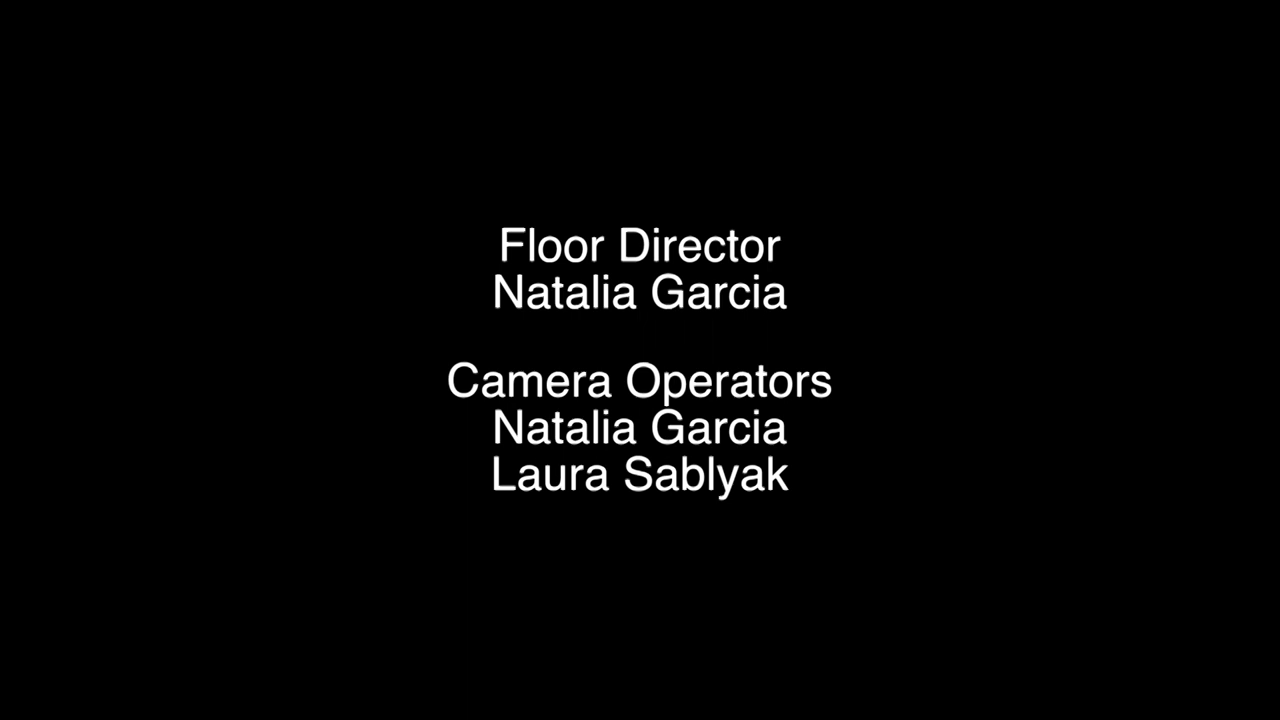 Floor Director
Natalia Garcia
Camera Operators
Natalia Garcia
Laura Sablyak